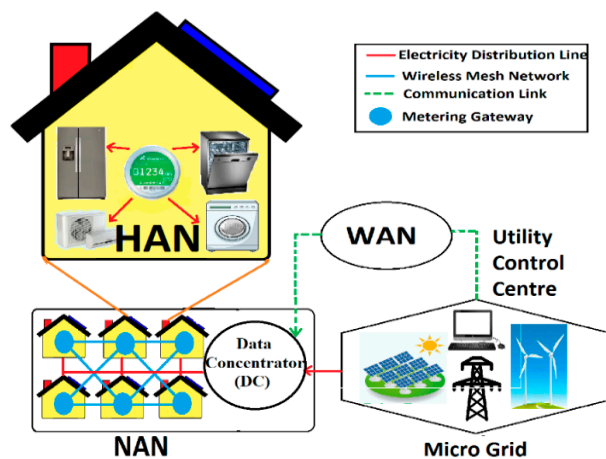 Electricity Distribution Line
Wireless Mesh Network
Communication Link
Metering Gateway
01234
HAN
WAN
Utility
Control
Centre
Data
Concentrator
(DC)
NAN
Micro Grid